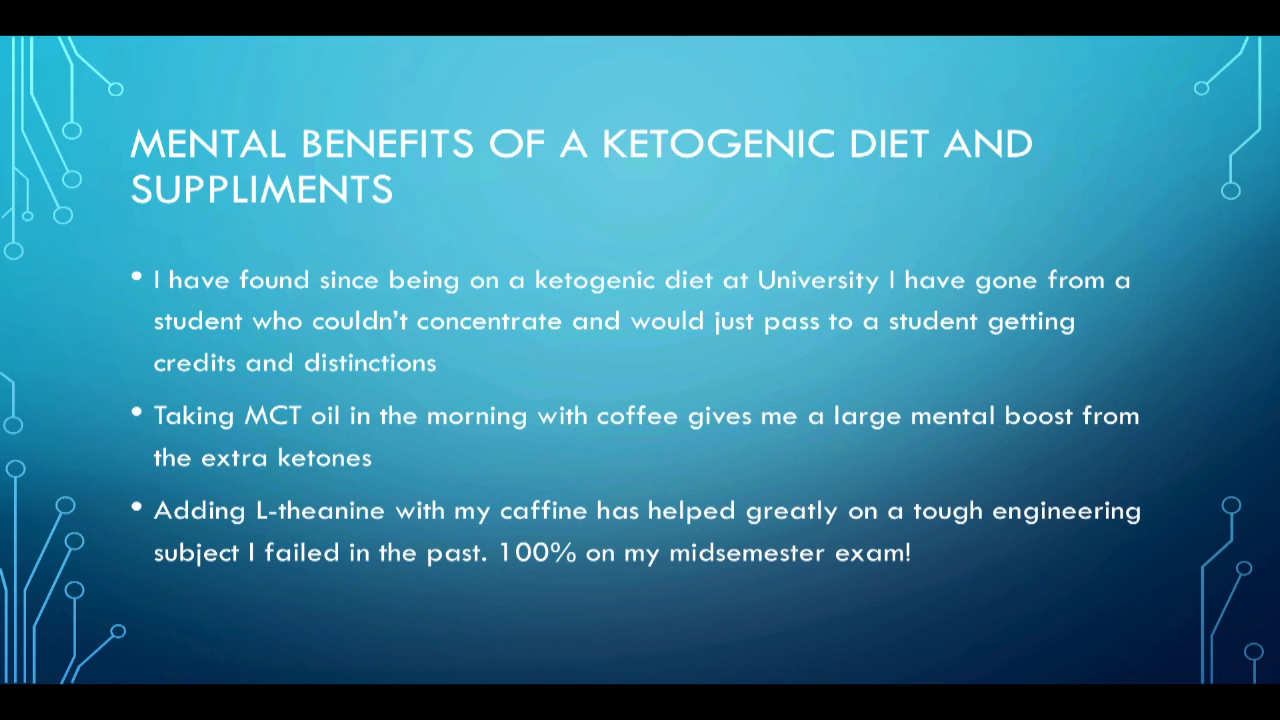 MENTAL BENEFITS OF A KETOGENIC DIET AND
SUPPLIMENTS
• I have found since being on a ketogenic diet at University I have gone from a
student who couldn't concentrate and would just pass to a student getting
credits and distinctions
• Taking MCT oil in the morning with coffee gives me a large mental boost from
the extra ketones
• Adding L-theanine with my caffine has helped greatly on a tough engineering
subject I failed in the past. 100% on my midsemester exam!